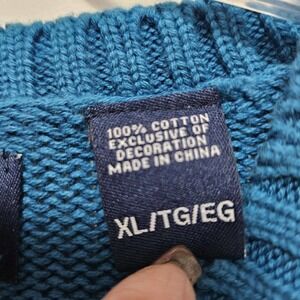 100% COTTON
EXCLUSIVE OF
DECORATION
MADE IN CHINA
XL/TG/EG